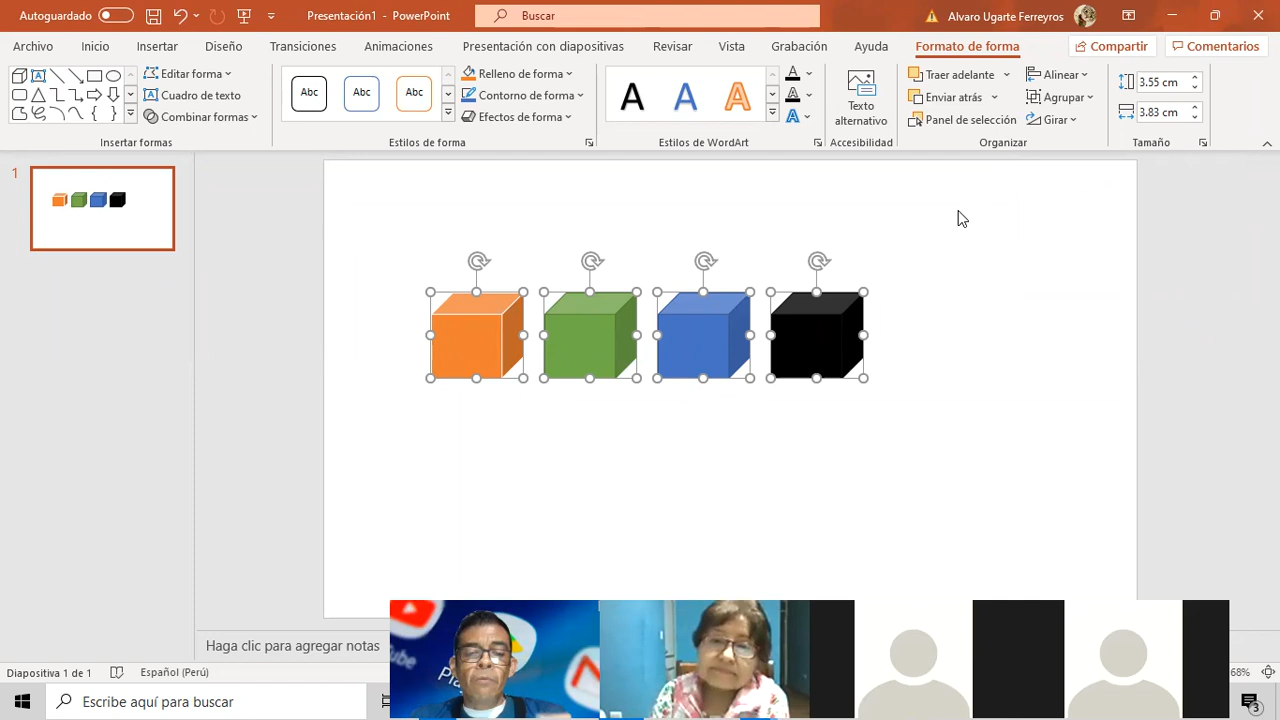 Autoguardado
Presentación1 - PowerPoint
Buscar
Alvaro Ugarte Ferreyros
Archivo Inicio Insertar Diseño Transiciones Animaciones Presentación con diapositivas Revisar Vista Grabación Ayuda Formato de forma Compartir Comentarios
Editar forma
Cuadro de texto
Combinar formas
Insertar formas
Abc Abc Abc
Relleno de forma
Contorno de forma
Efectos de forma
Estilos de forma
A A A
A
A
A
Estilos de WordArt
Texto
alternativo
Accesibilidad
Traer adelante
Enviar atrás
Panel de selección
Alinear
Agrupar
Girar
Organizar
3.55 cm
3.83 cm
Tamaño
1
Haga clic para agregar notas
Diapositiva 1 de 1
Español (Perú)
68%
Escribe aquí para buscar
3